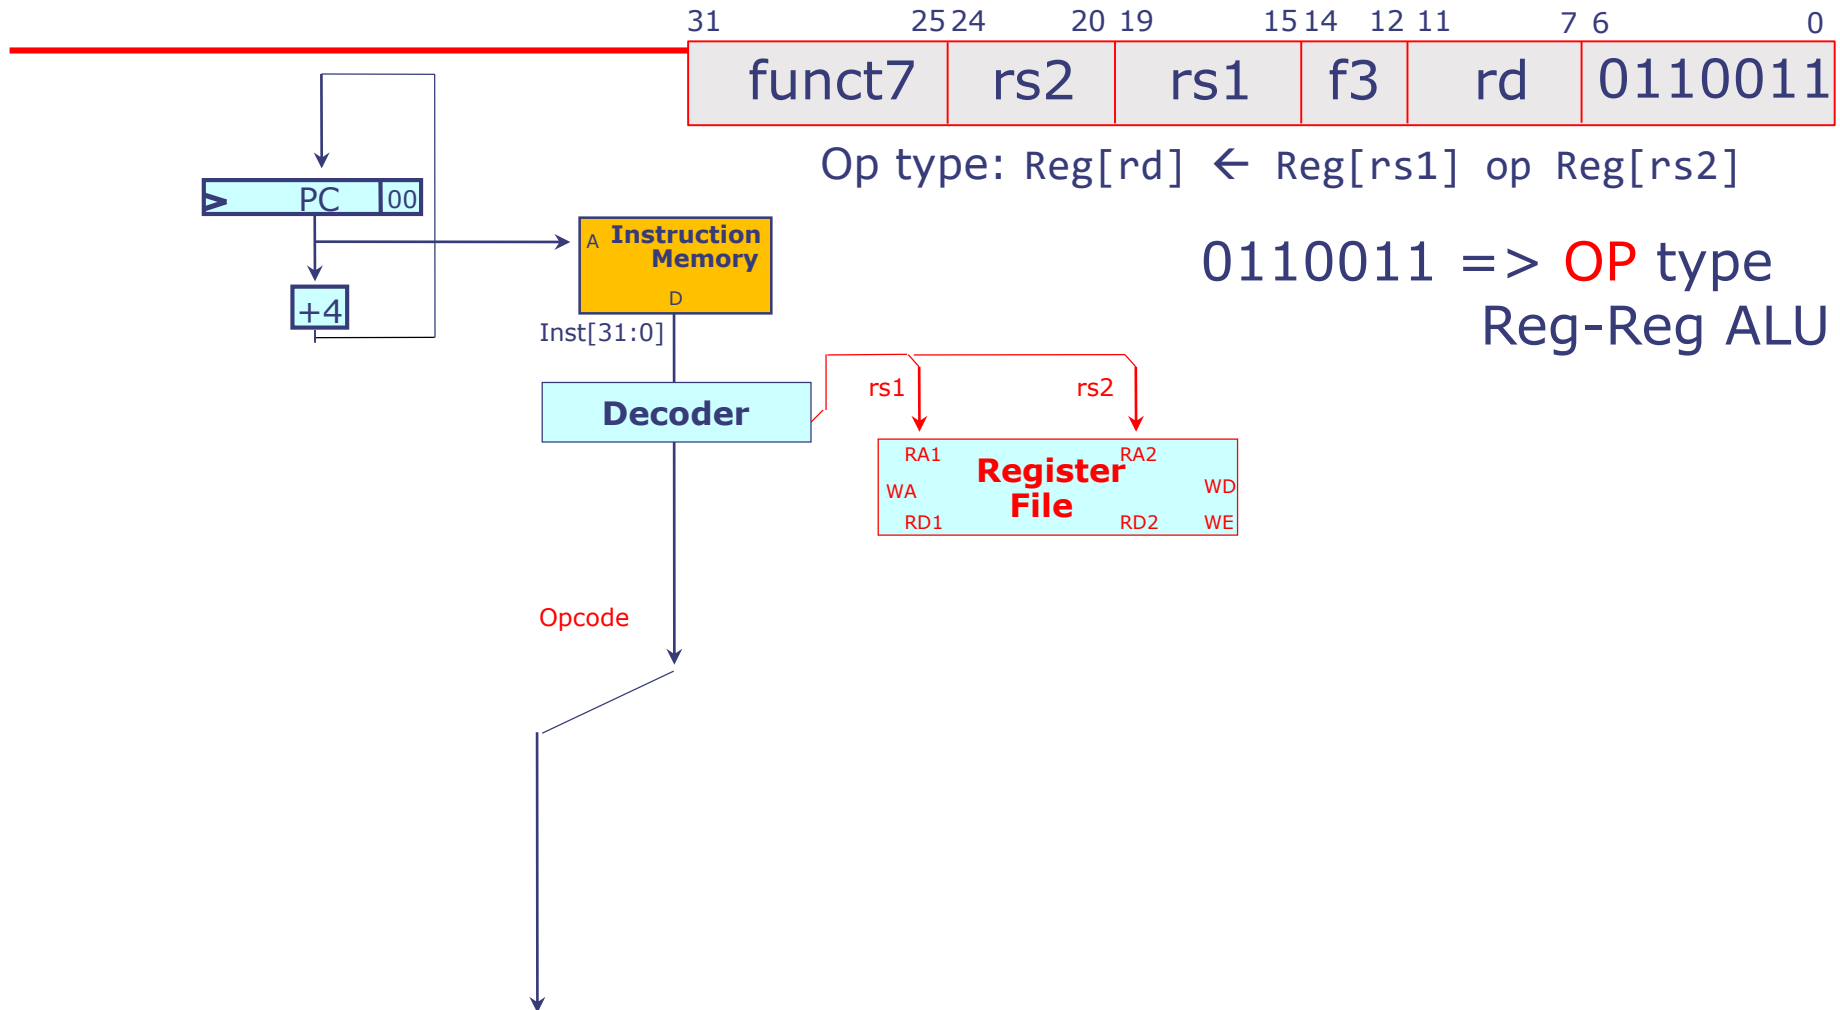 31 25 24 20 19 15 14 12 11 7 6 0
funct7 rs2 rs1 f3 rd 0110011
Op type: Reg[rd] ← Reg[rs1] op Reg[rs2]
PC 00
A Instruction
Memory
D
0110011 => OP type
Reg-Reg ALU
+4
Inst[31:0]
rs1 rs2
Decoder
RA1 RA2
Register
File
WA WD
RD1 RD2 WE
Opcode